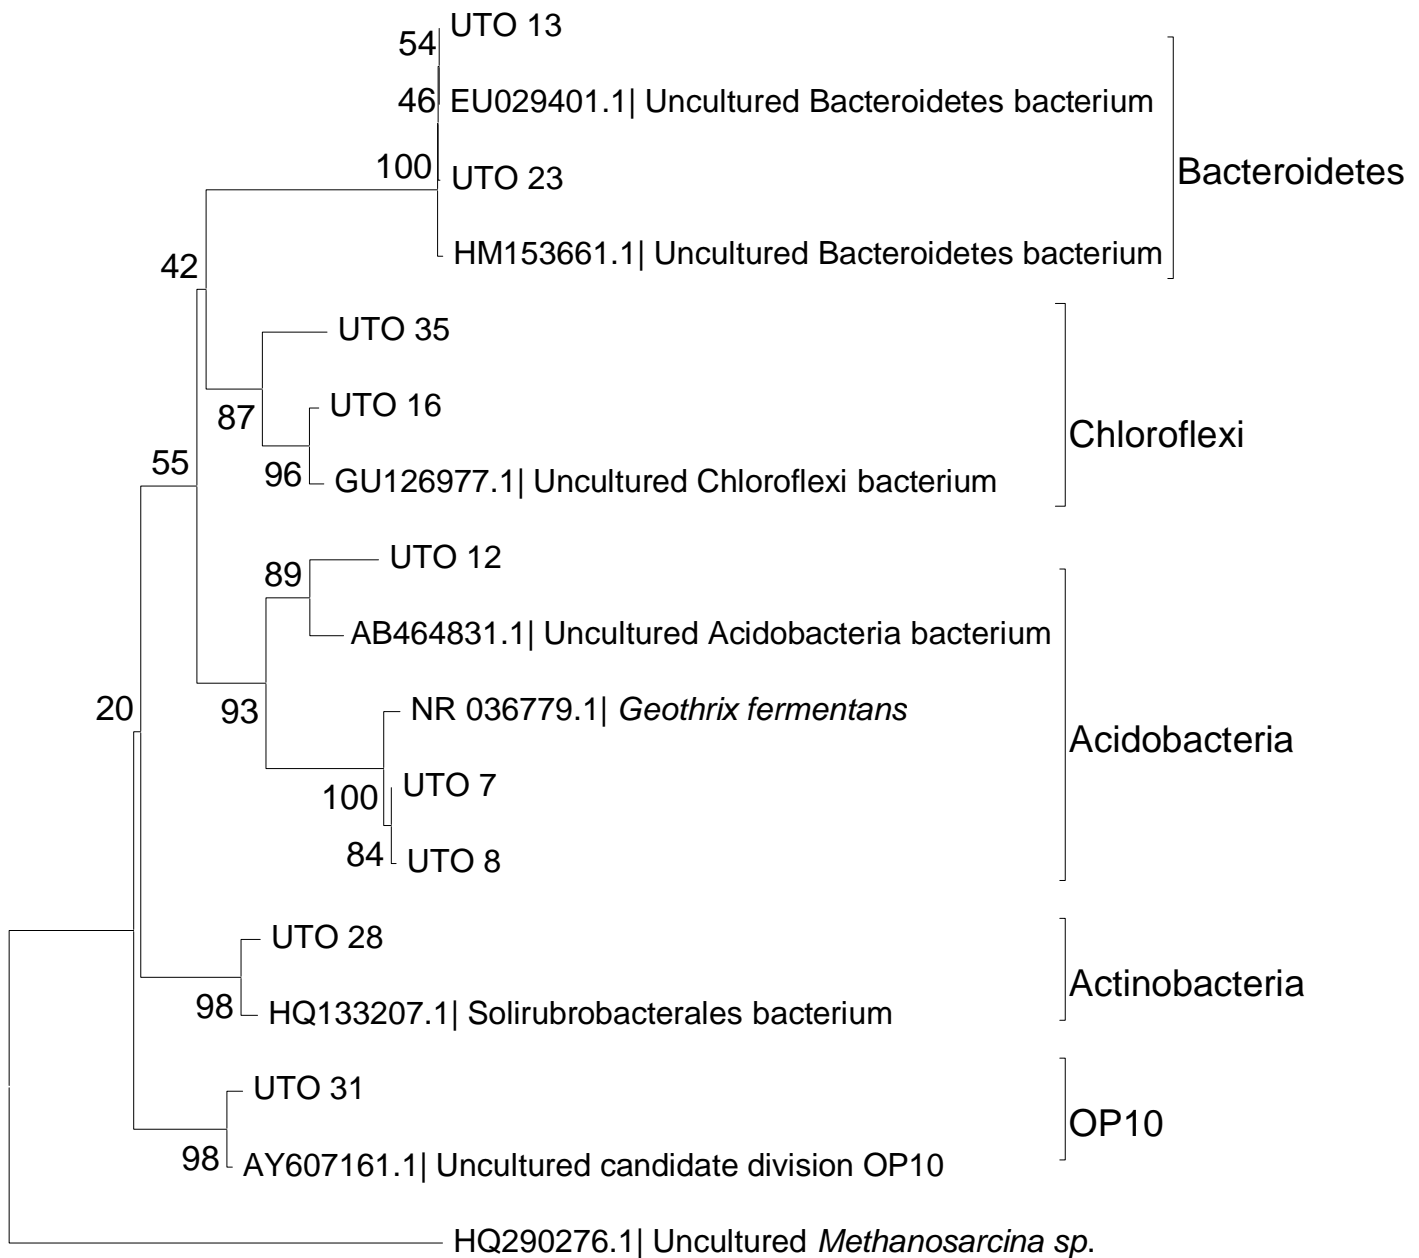 UTO 13
54
46
EU029401.1| Uncultured Bacteroidetes bacterium
100
UTO 23
Bacteroidetes
HM153661.1| Uncultured Bacteroidetes bacterium
42
UTO 35
87
UTO 16
Chloroflexi
55
96
GU126977.1| Uncultured Chloroflexi bacterium
UTO 12
89
AB464831.1| Uncultured Acidobacteria bacterium
20
93
NR 036779.1| Geothrix fermentans
Acidobacteria
100
UTO 7
84
UTO 8
UTO 28
Actinobacteria
98
HQ133207.1| Solirubrobacterales bacterium
UTO 31
OP10
98
AY607161.1| Uncultured candidate division OP10
HQ290276.1| Uncultured Methanosarcina sp.